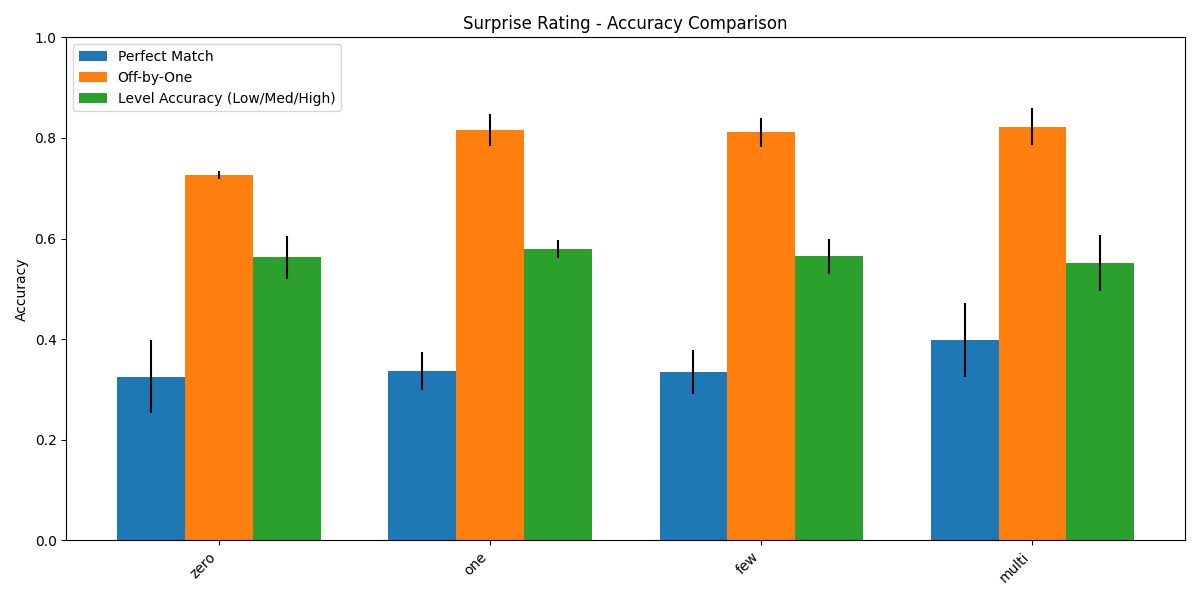 Surprise Rating - Accuracy Comparison
Perfect Match
Off-by-One
Level Accuracy (Low/Med/High)
Accuracy
1.0
0.8
0.6
0.4
0.2
0.0
zero
one
few
multi